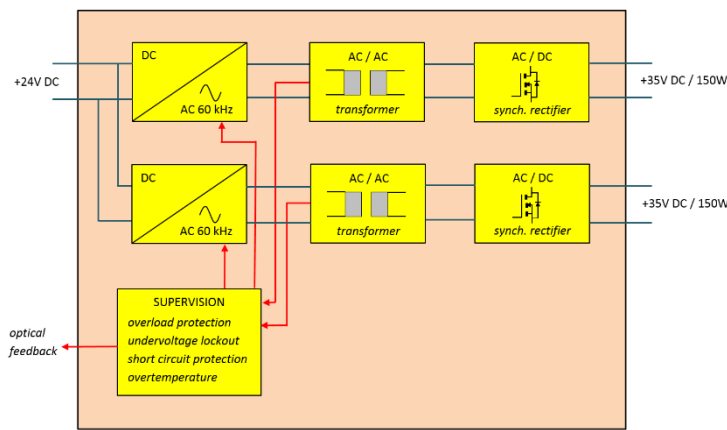 DC
AC / AC
AC / DC
+24V DC
+35V DC / 150W
AC 60 kHz
transformer
synch. rectifier
DC
AC / AC
AC / DC
+35V DC / 150W
AC 60 kHz
transformer
synch. rectifier
SUPERVISION
overload protection
undervoltage lockout
short circuit protection
overtemperature
optical
feedback